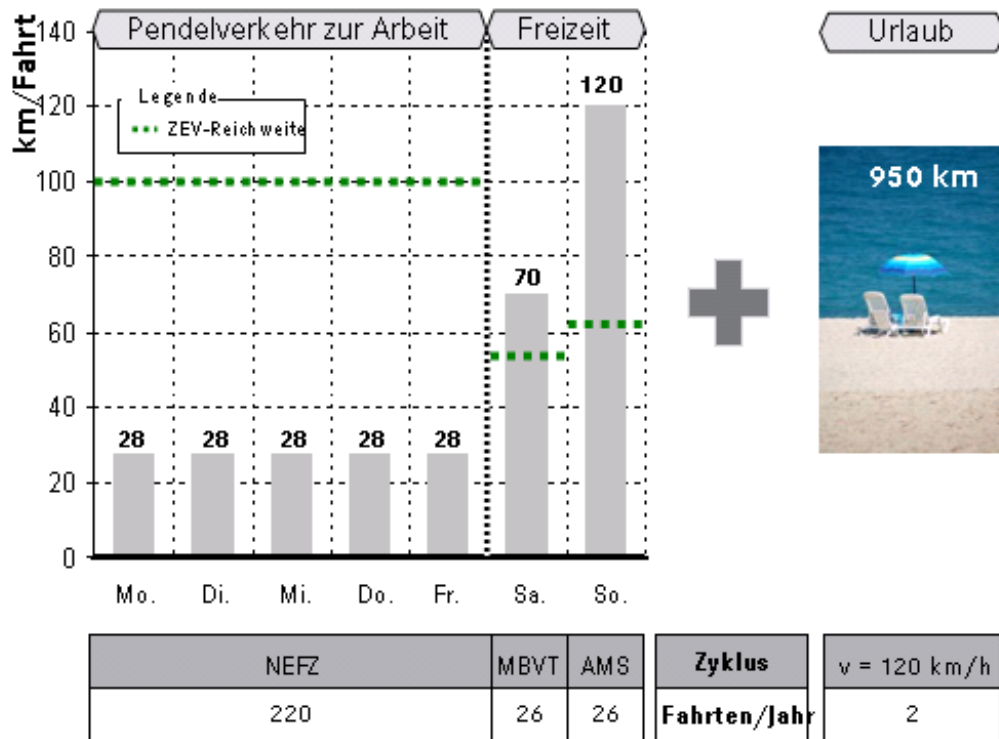 Pendelverkehr zur Arbeit
Freizeit
Urlaub
km/Fahrt
140
120
100
80
60
40
20
0
Legende
ZEV-Reichweite
28
28
28
28
28
70
120
950 km
Mo.
Di.
Mi.
Do.
Fr.
Sa.
So.
NEFZ
MBVT
AMS
Zyklus
v = 120 km/h
220
26
26
Fahrten/Jahr
2